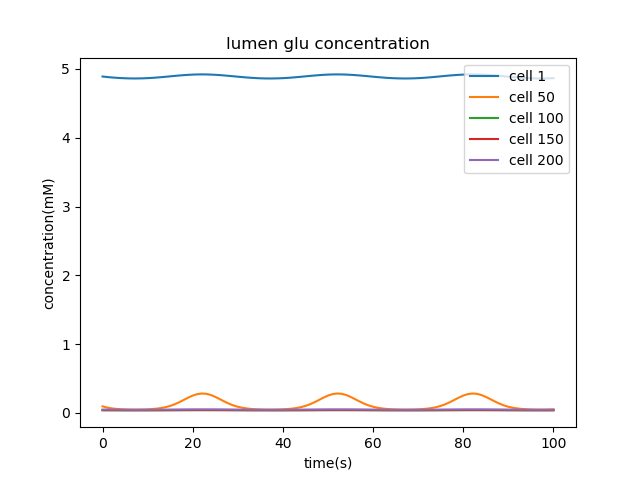 lumen glu concentration
5
4
3
2
1
0
concentration(mM)
cell 1
cell 50
cell 100
cell 150
cell 200
0 20 40 60 80 100
time(s)